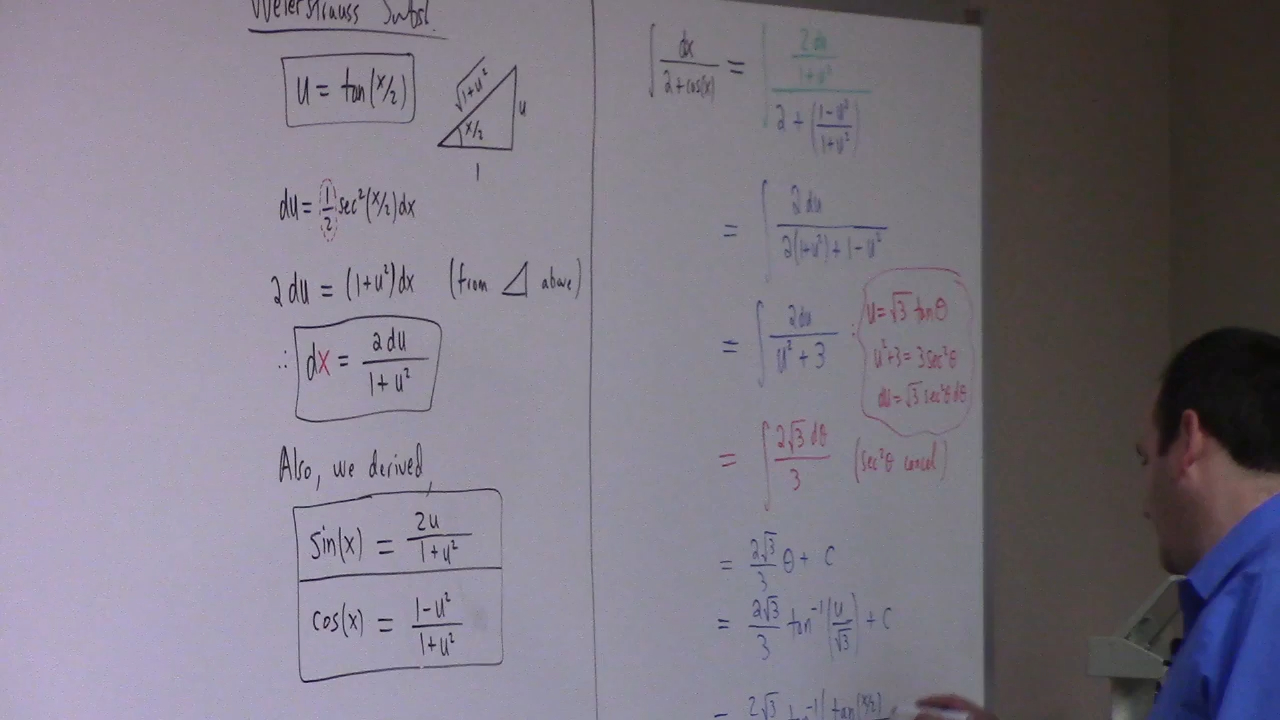 Weierstrauss Subst.
u = tan(x/2)
√1+u²
x/2
u
1
du = 1/2 sec²(x/2)dx
2du = (1+u²)dx (from △ above)
∴ dx = 2du/1+u²
Also, we derived,
sin(x) = 2u/1+u²
cos(x) = 1-u²/1+u²
∫ dx/2+cos(x) = ∫ 2du/1+u² / 2+(1-u²/1+u²)
= ∫ 2du/2(1+u²)+1-u²
= ∫ 2du/u²+3 :
u = √3 tanθ
u²+3 = 3sec²θ
du = √3 sec²θ dθ
= ∫ 2√3 dθ/3 (sec²θ cancel)
= 2√3/3 θ + C
= 2√3/3 tan⁻¹(u/√3) + C
= 2√3 tan⁻¹(tan(x/2)